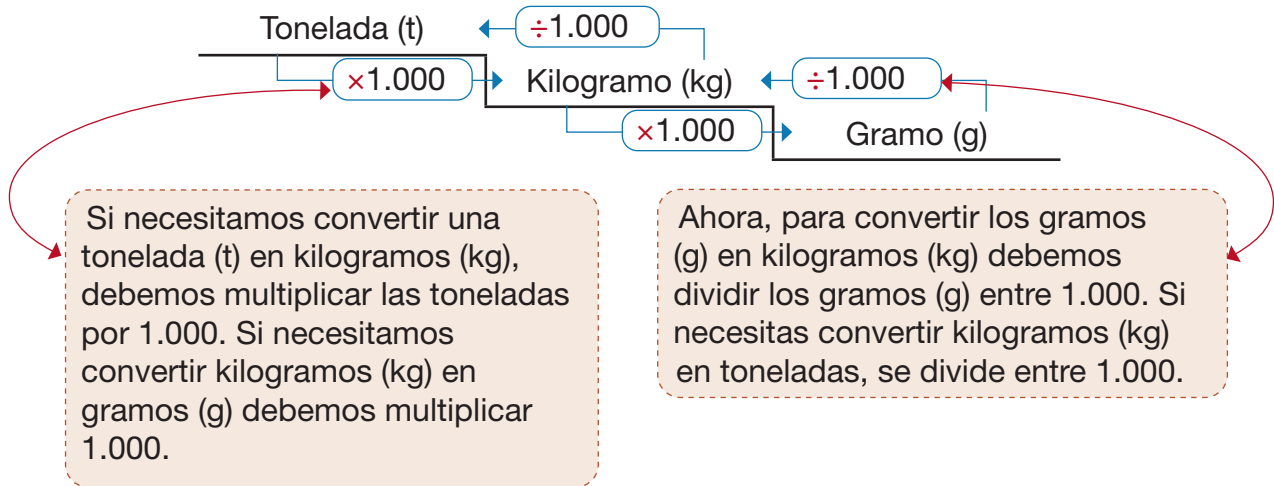 Tonelada (t)
÷1.000
×1.000
Kilogramo (kg)
÷1.000
×1.000
Gramo (g)
Si necesitamos convertir una
tonelada (t) en kilogramos (kg),
debemos multiplicar las toneladas
por 1.000. Si necesitamos
convertir kilogramos (kg) en
gramos (g) debemos multiplicar
1.000.
Ahora, para convertir los gramos
(g) en kilogramos (kg) debemos
dividir los gramos (g) entre 1.000. Si
necesitas convertir kilogramos (kg)
en toneladas, se divide entre 1.000.